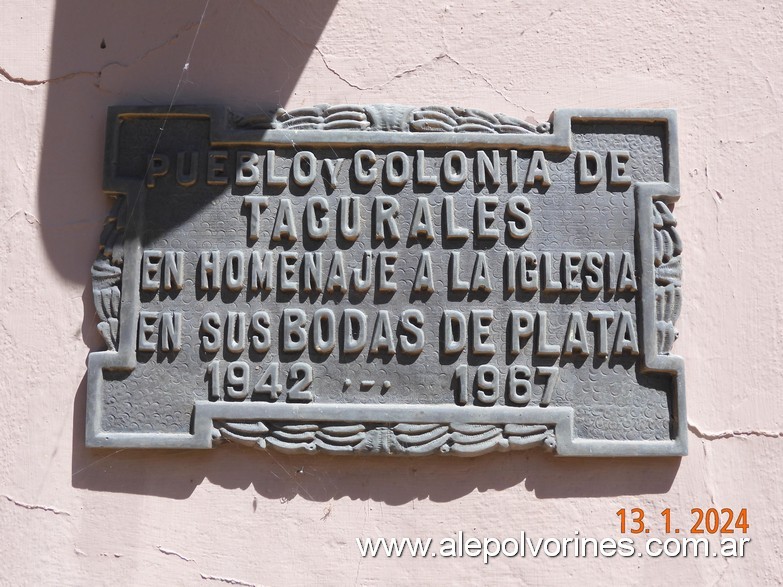 PUEBLO Y COLONIA DE
TACURALES
EN HOMENAJE A LA IGLESIA
EN SUS BODAS DE PLATA
1942 .-. 1967
13. 1. 2024
www.alepolvorines.com.ar